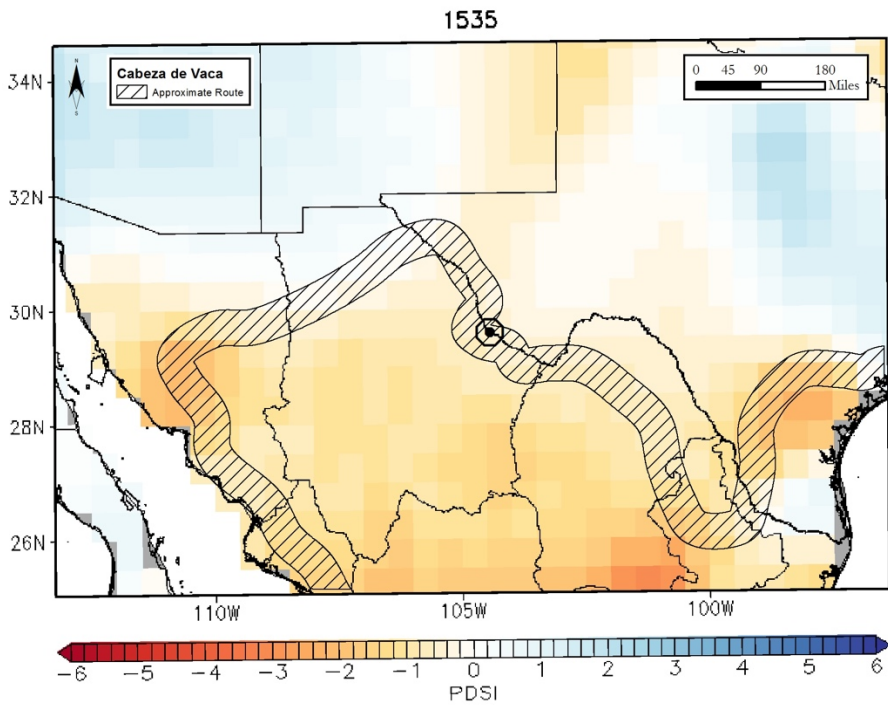 1535
34N
32N
30N
28N
26N
N
S
Cabeza de Vaca
Approximate Route
0 45 90 180
Miles
110W 105W 100W
−6 −5 −4 −3 −2 −1 0 1 2 3 4 5 6
PDSI